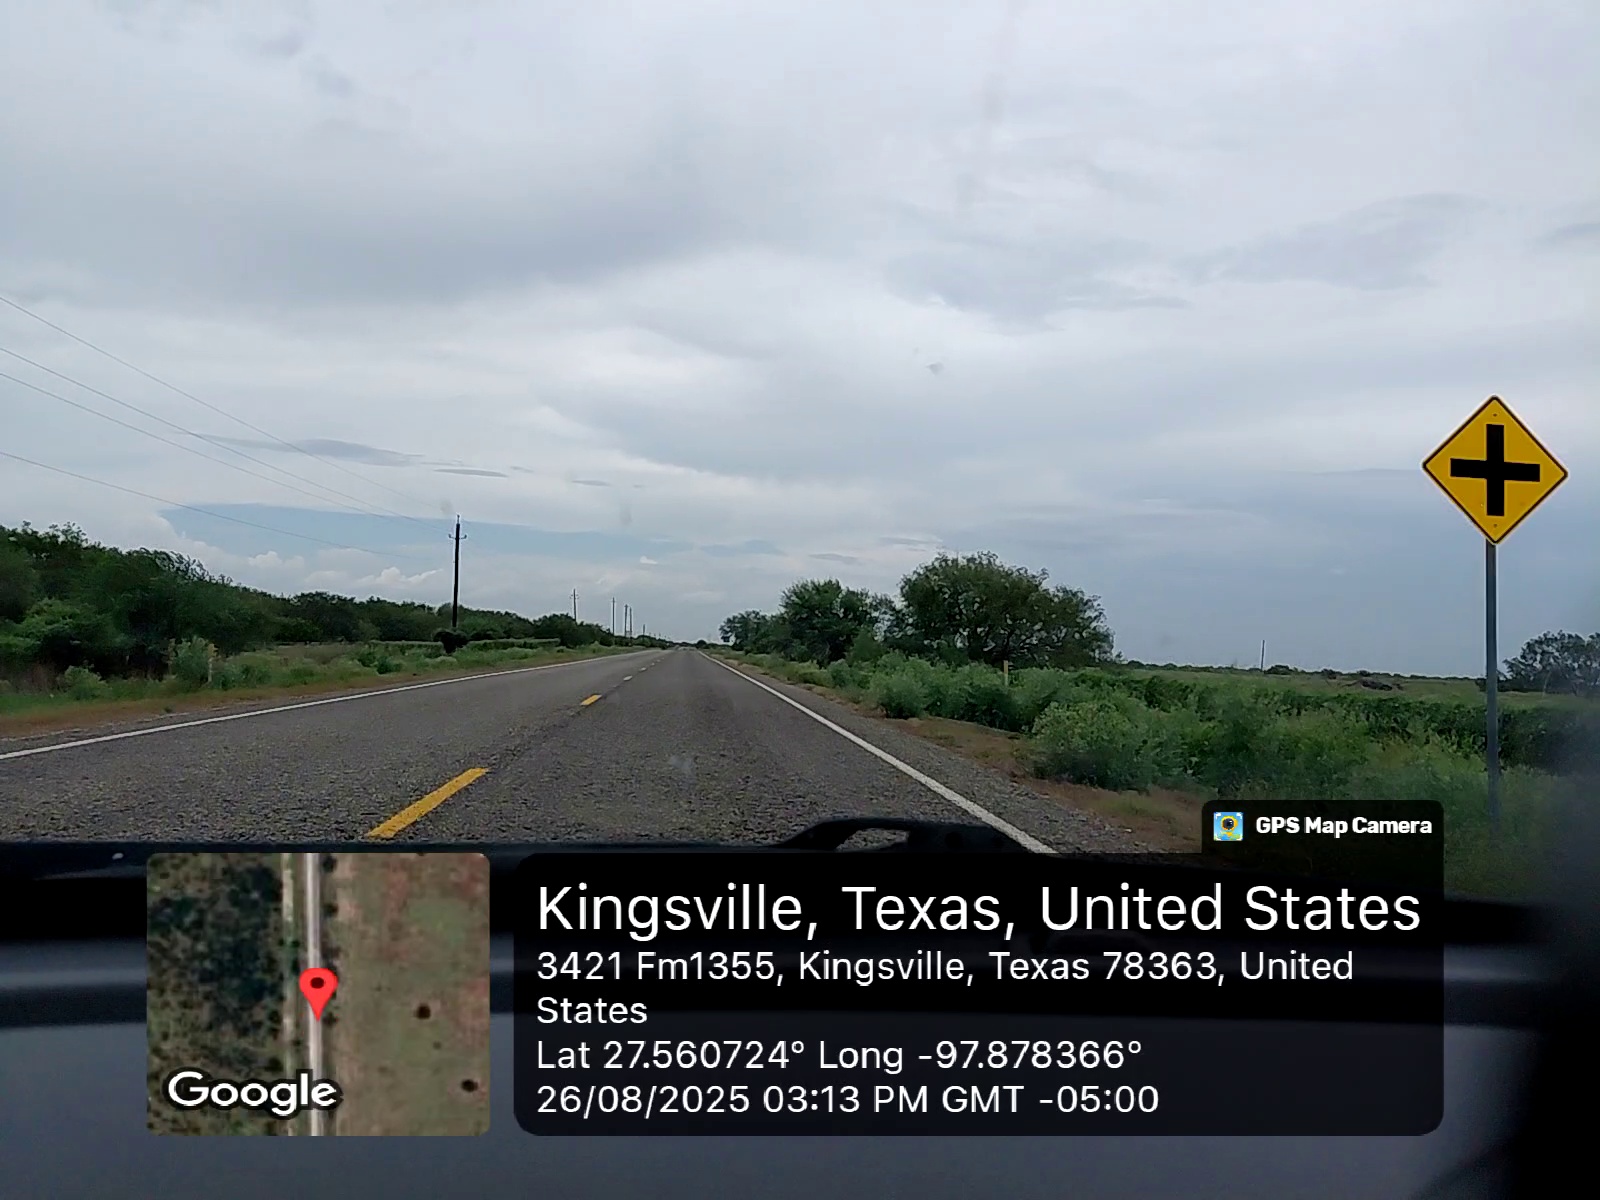 GPS Map Camera
Kingsville, Texas, United States
3421 Fm1355, Kingsville, Texas 78363, United
States
Lat 27.560724° Long -97.878366°
26/08/2025 03:13 PM GMT -05:00
Google